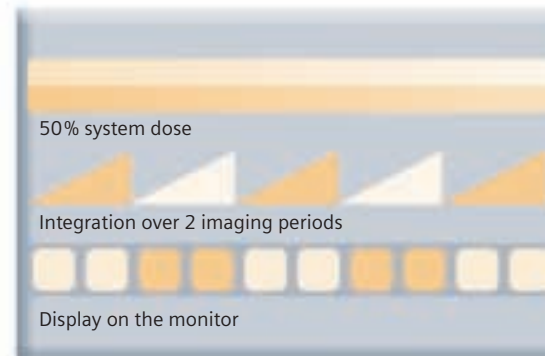 50% system dose
Integration over 2 imaging periods
Display on the monitor